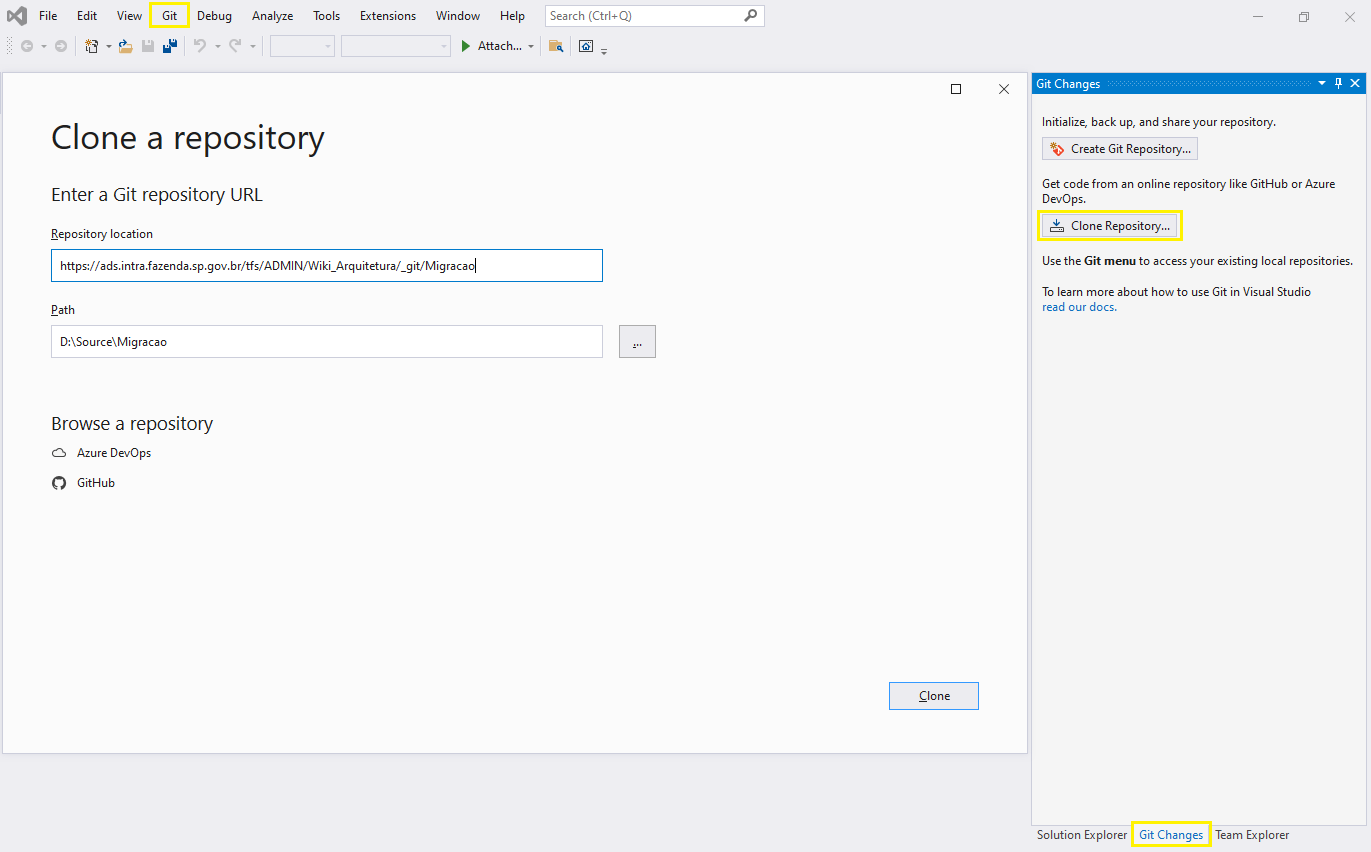 File Edit View Git Debug Analyze Tools Extensions Window Help Search (Ctrl+Q)
Attach...
Clone a repository
Enter a Git repository URL
Repository location
https://ads.intra.fazenda.sp.gov.br/tfs/ADMIN/Wiki_Arquitetura/_git/Migracao
Path
D:\Source\Migracao
...
Browse a repository
Azure DevOps
GitHub
Clone
Git Changes
Initialize, back up, and share your repository.
Create Git Repository...
Get code from an online repository like GitHub or Azure
DevOps.
Clone Repository...
Use the Git menu to access your existing local repositories.
To learn more about how to use Git in Visual Studio
read our docs.
Solution Explorer Git Changes Team Explorer